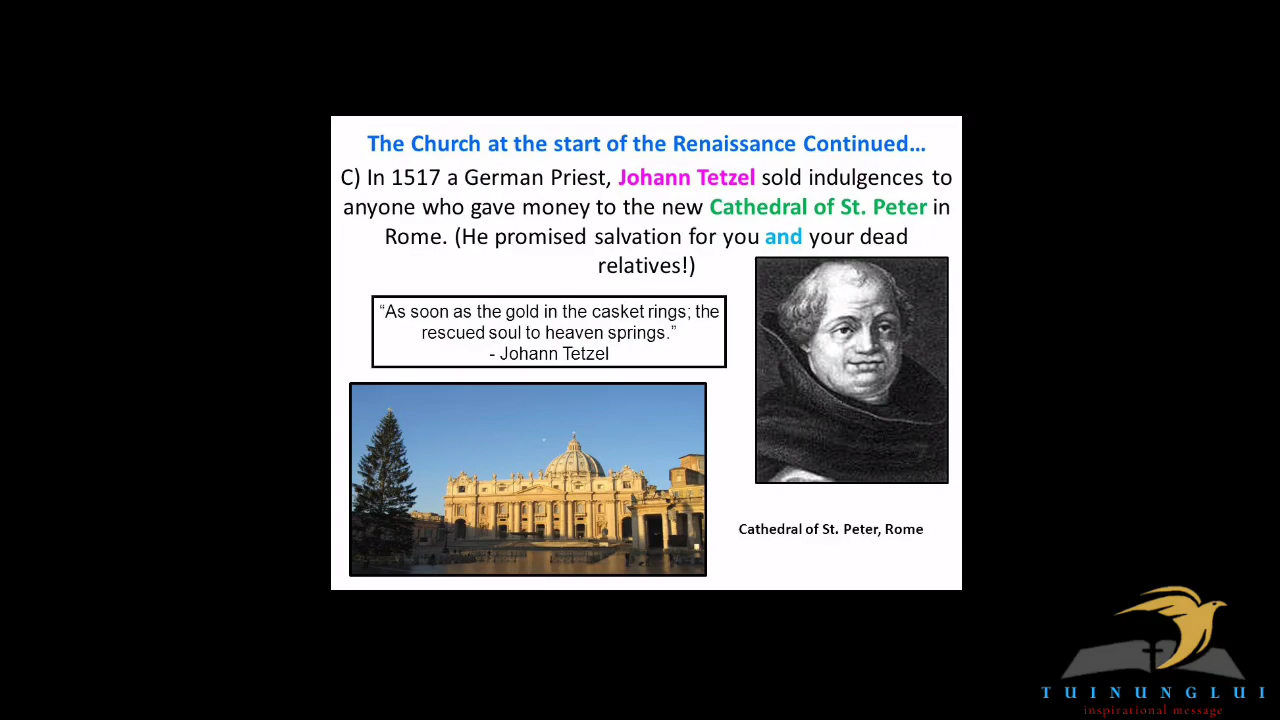 The Church at the start of the Renaissance Continued…
C) In 1517 a German Priest, Johann Tetzel sold indulgences to
anyone who gave money to the new Cathedral of St. Peter in
Rome. (He promised salvation for you and your dead
relatives!)
“As soon as the gold in the casket rings; the
rescued soul to heaven springs.”
- Johann Tetzel
Cathedral of St. Peter, Rome
TUINUNGLUI
inspirational message